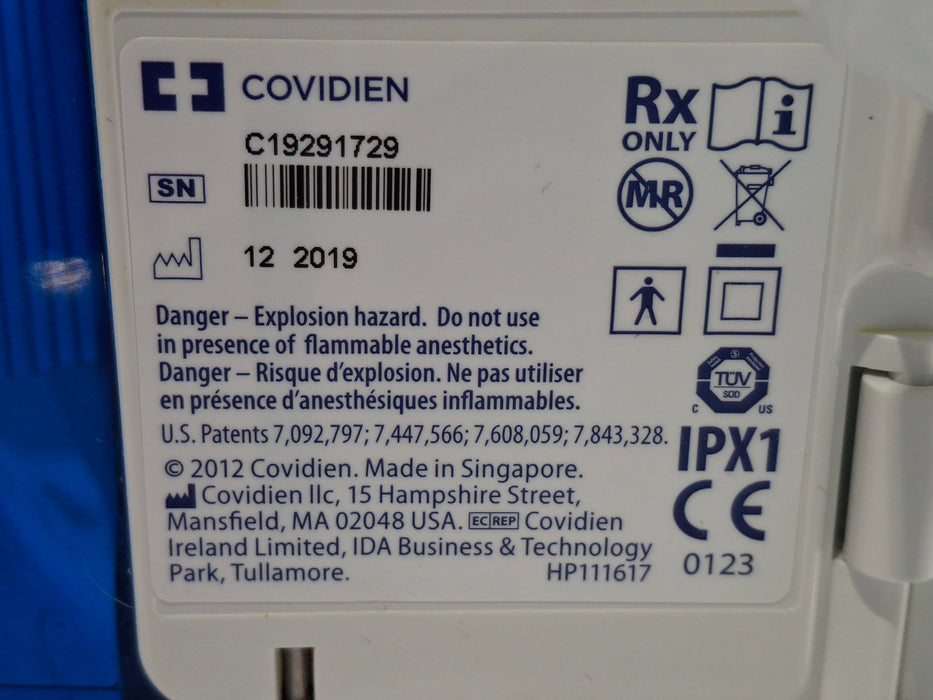 COVIDIEN
Rx
ONLY
i
C19291729
SN
MR
12 2019
Danger – Explosion hazard. Do not use
in presence of flammable anesthetics.
Danger – Risque d'explosion. Ne pas utiliser
en présence d'anesthésiques inflammables.
TÜV
SÜD
C US
U.S. Patents 7,092,797; 7,447,566; 7,608,059; 7,843,328.
IPX1
© 2012 Covidien. Made in Singapore.
Covidien llc, 15 Hampshire Street,
Mansfield, MA 02048 USA. EC REP Covidien
Ireland Limited, IDA Business & Technology
Park, Tullamore. HP111617
CE
0123